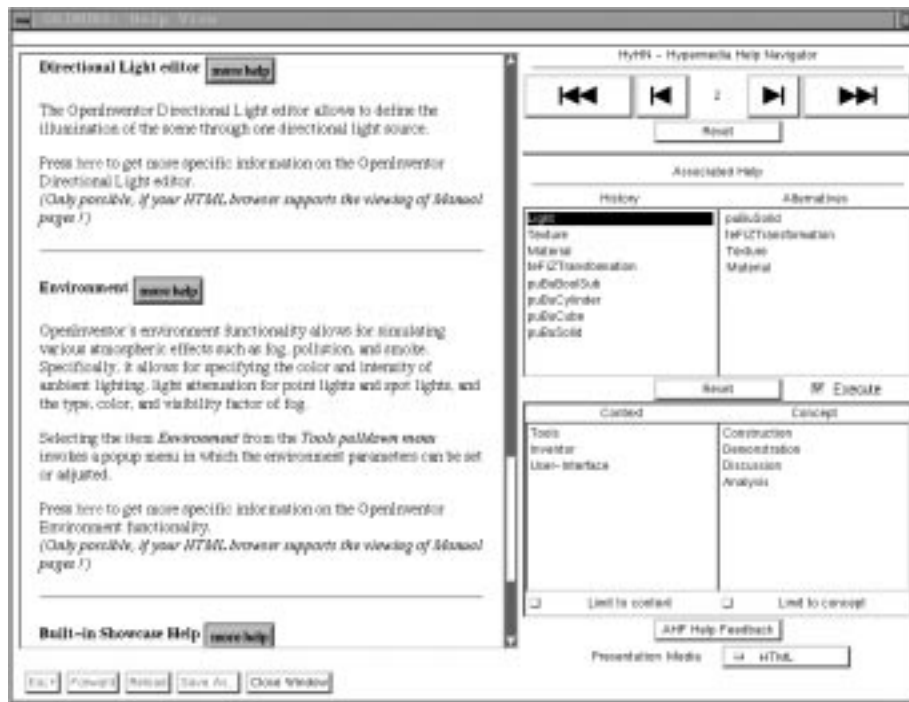 Help View
Directional Light editor more help
The OpenInventor Directional Light editor allows to define the
illumination of the scene through one directional light source.
Press here to get more specific information on the OpenInventor
Directional Light editor.
(Only possible, if your HTML browser supports the viewing of Manual
pages !)
Environment more help
OpenInventor's environment functionality allows for simulating
various atmospheric effects such as fog, pollution, and smoke.
Specifically, it allows for specifying the color and intensity of
ambient lighting, light attenuation for point lights and spot lights, and
the type, color, and visibility factor of fog.
Selecting the item Environment from the Tools pulldown menu
invokes a popup menu in which the environment parameters can be set
or adjusted.
Press here to get more specific information on the OpenInventor
Environment functionality.
(Only possible, if your HTML browser supports the viewing of Manual
pages !)
Built-in Showcase Help more help
Back Forward Reload Save As... Close Window
HyHN - Hypermedia Help Navigator
2
Reset
Associated Help
History Alternatives
Light
Texture
Material
puBaBoolSub
puBaCylinder
puBaCube
puBaSolid
Texture
Material
Reset Execute
Context Concept
Tools
Inventor
User-Interface
Construction
Demonstration
Discussion
Analysis
Limit to context Limit to concept
AHF Help Feedback
Presentation Media HTML